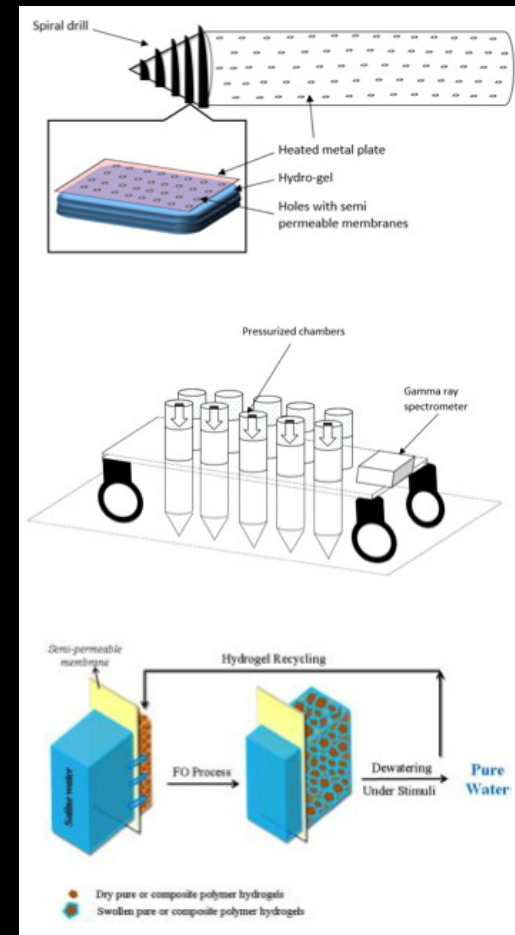 Spiral drill
Heated metal plate
Hydro-gel
Holes with semi
permeable membranes
Pressurized chambers
Gamma ray
spectrometer
Semi-permeable
membrane
Hydrogel Recycling
Saline water
FO Process
Dewatering
Under Stimuli
Pure
Water
Dry pure or composite polymer hydrogels
Swollen pure or composite polymer hydrogels